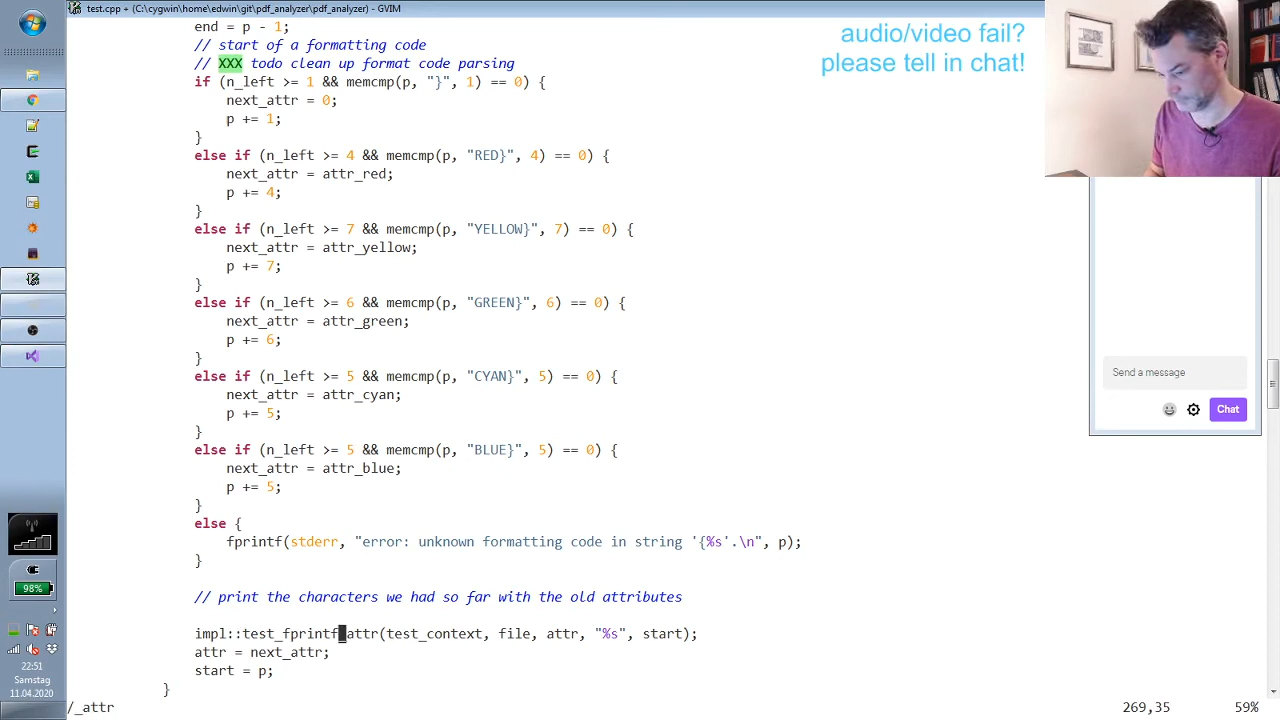 test.cpp + (C:\cygwin\home\edwin\git\pdf_analyzer\pdf_analyzer) - GVIM
end = p - 1;
// start of a formatting code
// XXX todo clean up format code parsing
if (n_left >= 1 && memcmp(p, "}", 1) == 0) {
next_attr = 0;
p += 1;
}
else if (n_left >= 4 && memcmp(p, "RED}", 4) == 0) {
next_attr = attr_red;
p += 4;
}
else if (n_left >= 7 && memcmp(p, "YELLOW}", 7) == 0) {
next_attr = attr_yellow;
p += 7;
}
else if (n_left >= 6 && memcmp(p, "GREEN}", 6) == 0) {
next_attr = attr_green;
p += 6;
}
else if (n_left >= 5 && memcmp(p, "CYAN}", 5) == 0) {
next_attr = attr_cyan;
p += 5;
}
else if (n_left >= 5 && memcmp(p, "BLUE}", 5) == 0) {
next_attr = attr_blue;
p += 5;
}
else {
fprintf(stderr, "error: unknown formatting code in string '{%s'.\n", p);
}
// print the characters we had so far with the old attributes
impl::test_fprintf_attr(test_context, file, attr, "%s", start);
attr = next_attr;
start = p;
}
/_attr
269,35
59%
audio/video fail?
please tell in chat!
Send a message
Chat
98%
22:51
Samstag
11.04.2020